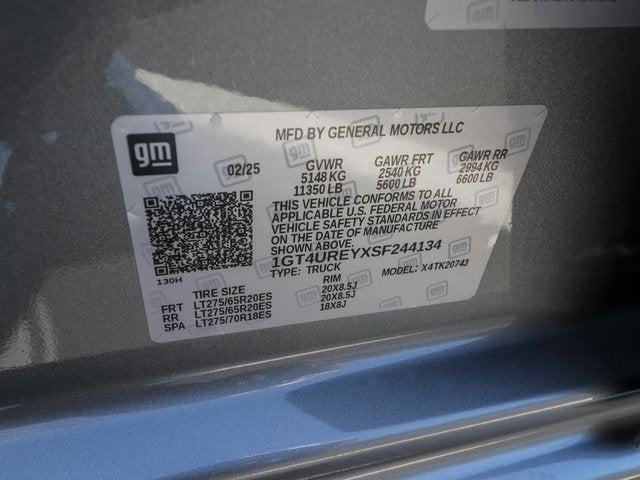 gm
MFD BY GENERAL MOTORS LLC
02/25
GVWR GAWR FRT GAWR RR
5148 KG 2540 KG 2994 KG
11350 LB 5600 LB 6600 LB
THIS VEHICLE CONFORMS TO ALL
APPLICABLE U.S. FEDERAL MOTOR
VEHICLE SAFETY STANDARDS IN EFFECT
ON THE DATE OF MANUFACTURE
SHOWN ABOVE.
1GT4UREYXSF244134
TYPE: TRUCK MODEL: X4TK20743
130H
TIRE SIZE RIM
FRT LT275/65R20ES 20X8.5J
RR LT275/65R20ES 20X8.5J
SPA LT275/70R18ES 18X8J